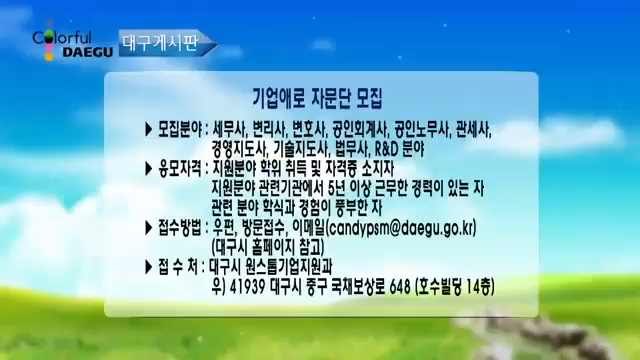 Colorful
DAEGU
대구게시판
기업애로 자문단 모집
▶ 모집분야 : 세무사, 변리사, 변호사, 공인회계사, 공인노무사, 관세사,
경영지도사, 기술지도사, 법무사, R&D 분야
▶ 응모자격 : 지원분야 학위 취득 및 자격증 소지자
지원분야 관련기관에서 5년 이상 근무한 경력이 있는 자
관련 분야 학식과 경험이 풍부한 자
▶ 접수방법 : 우편, 방문접수, 이메일(candypsm@daegu.go.kr)
(대구시 홈페이지 참고)
▶ 접 수 처 : 대구시 원스톱기업지원과
우) 41939 대구시 중구 국채보상로 648 (호수빌딩 14층)